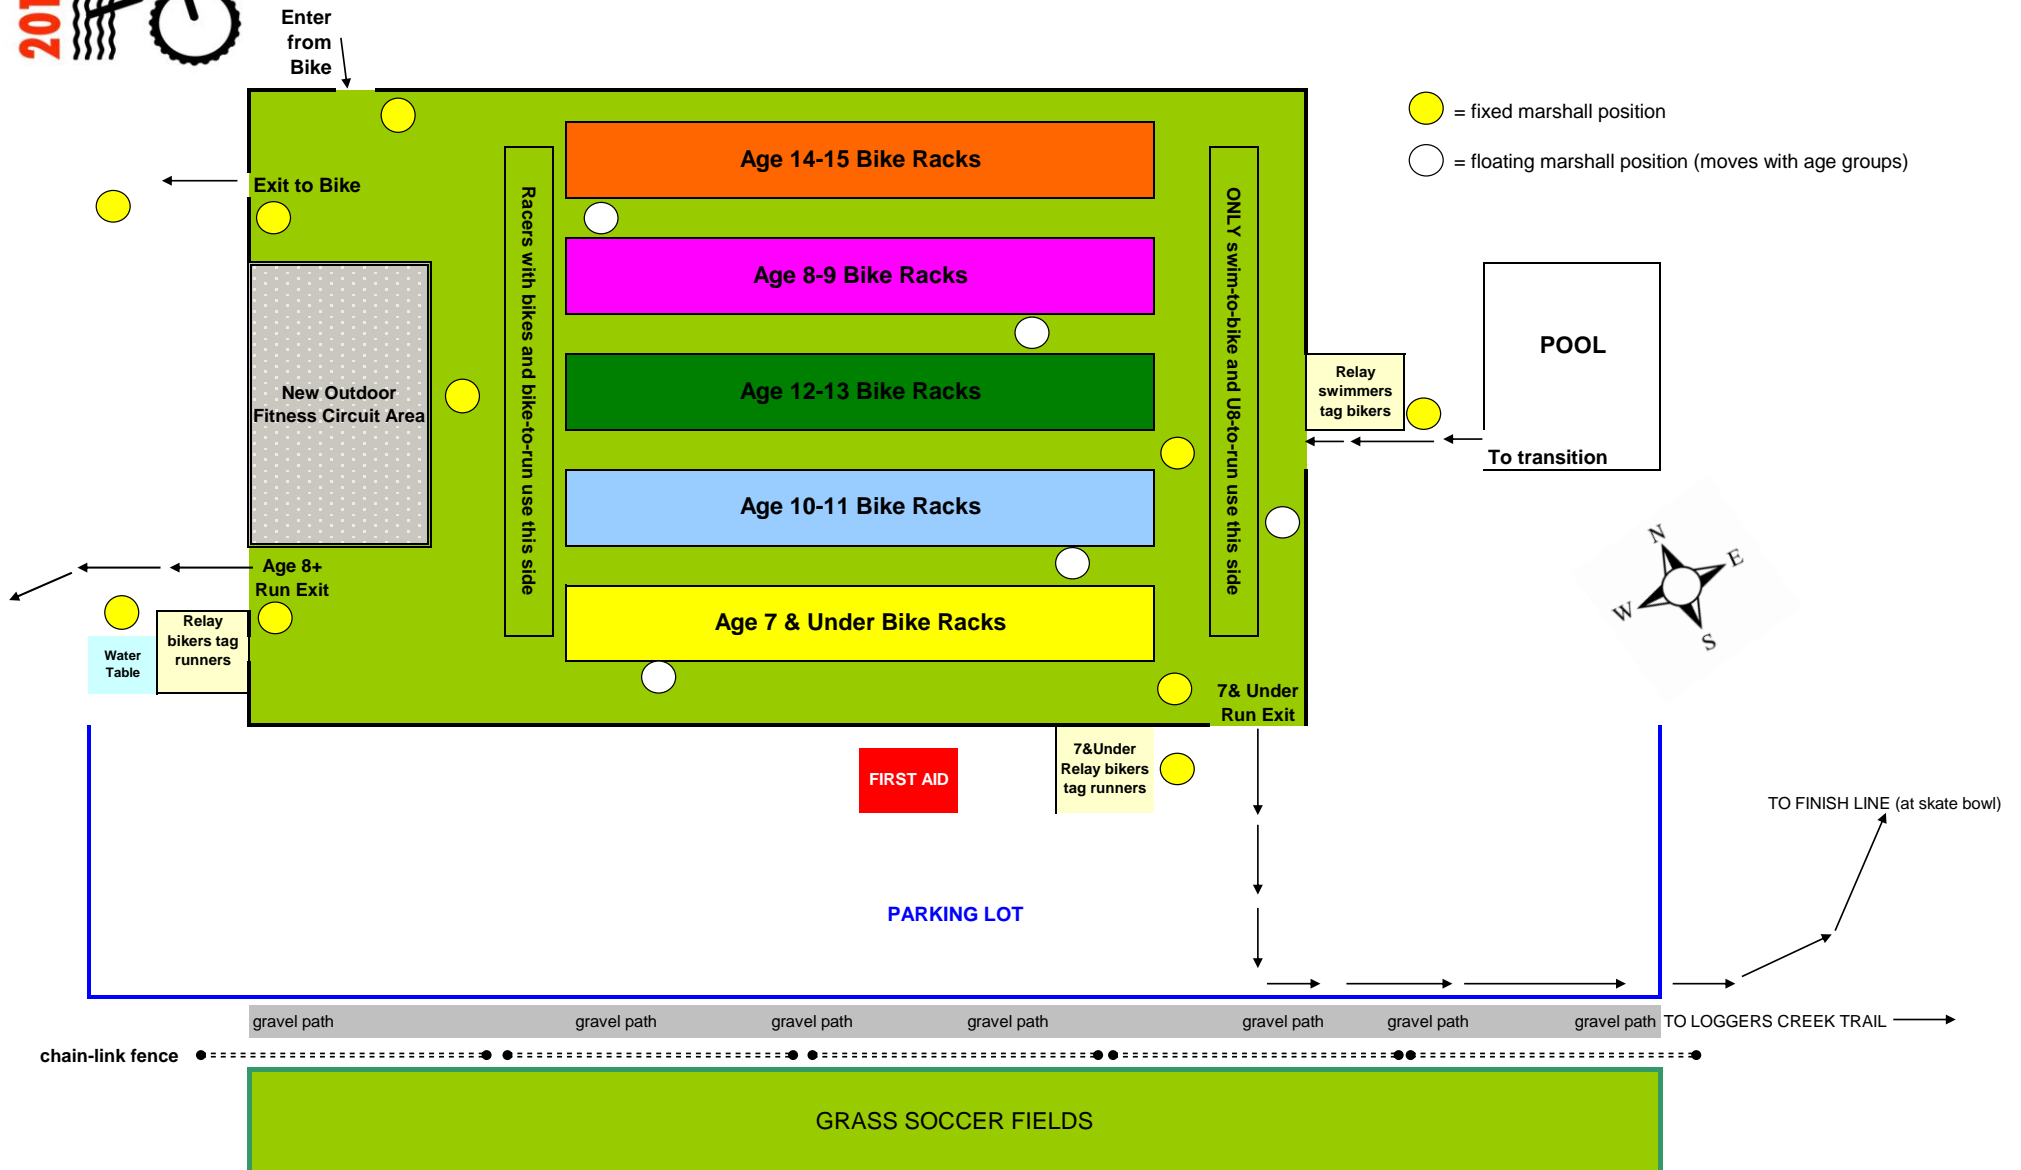 201
Enter
from
Bike
= fixed marshall position
= floating marshall position (moves with age groups)
Exit to Bike
Age 14-15 Bike Racks
Age 8-9 Bike Racks
Age 12-13 Bike Racks
Age 10-11 Bike Racks
Age 7 & Under Bike Racks
Racers with bikes and bike-to-run use this side
ONLY swim-to-bike and U8-to-run use this side
New Outdoor
Fitness Circuit Area
Relay
swimmers
tag bikers
POOL
To transition
N
E
W
S
Age 8+
Run Exit
Relay
bikers tag
runners
Water
Table
7& Under
Run Exit
7&Under
Relay bikers
tag runners
FIRST AID
PARKING LOT
TO FINISH LINE (at skate bowl)
gravel path gravel path gravel path gravel path gravel path gravel path gravel path TO LOGGERS CREEK TRAIL
chain-link fence
GRASS SOCCER FIELDS